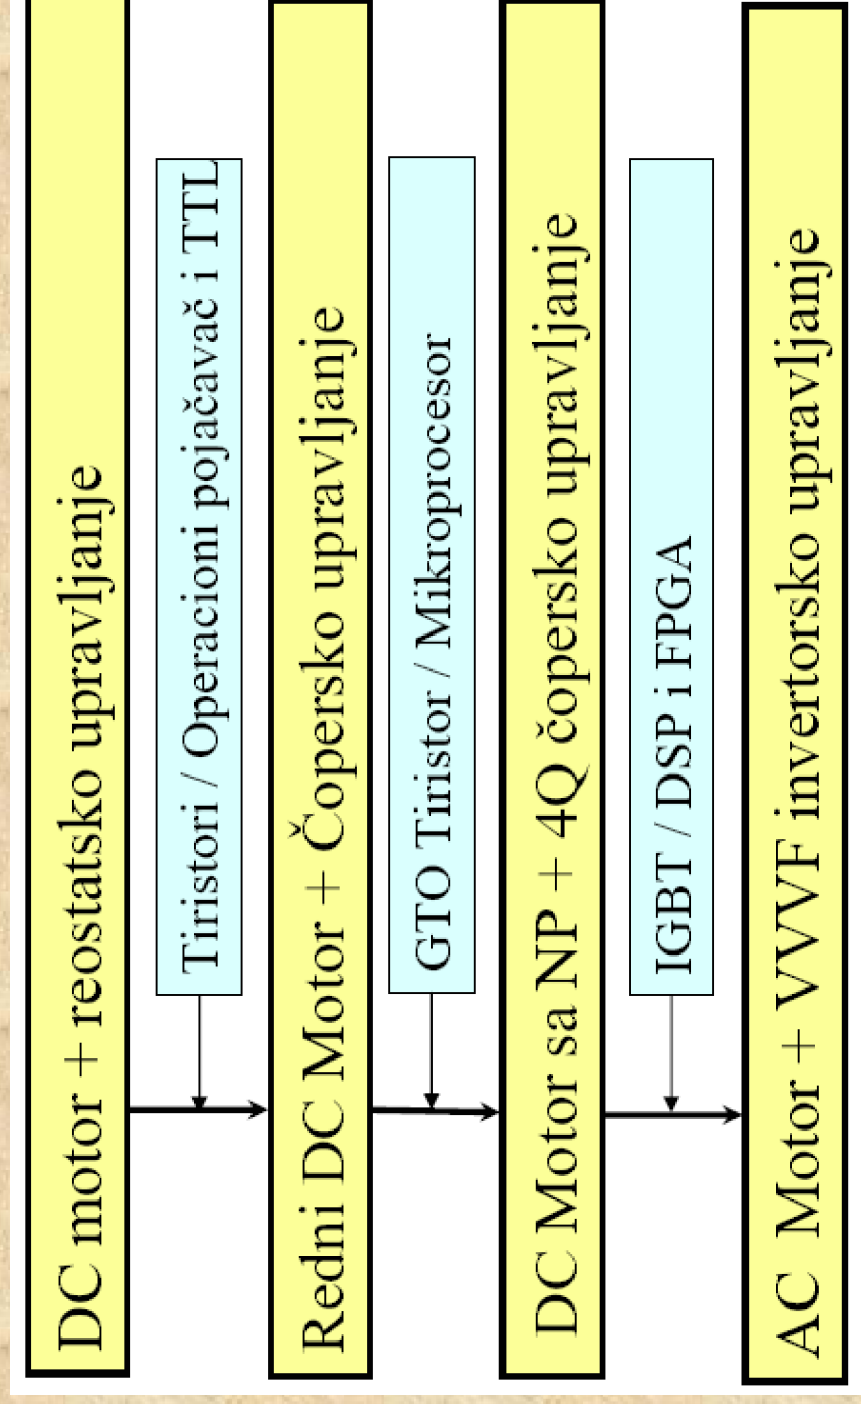 DC motor + reostatsko upravljanje
Tiristori / Operacioni pojačavač i TTL
Redni DC Motor + Čopersko upravljanje
GTO Tiristor / Mikroprocesor
DC Motor sa NP + 4Q čopersko upravljanje
IGBT / DSP i FPGA
AC Motor + VVVF invertorsko upravljanje